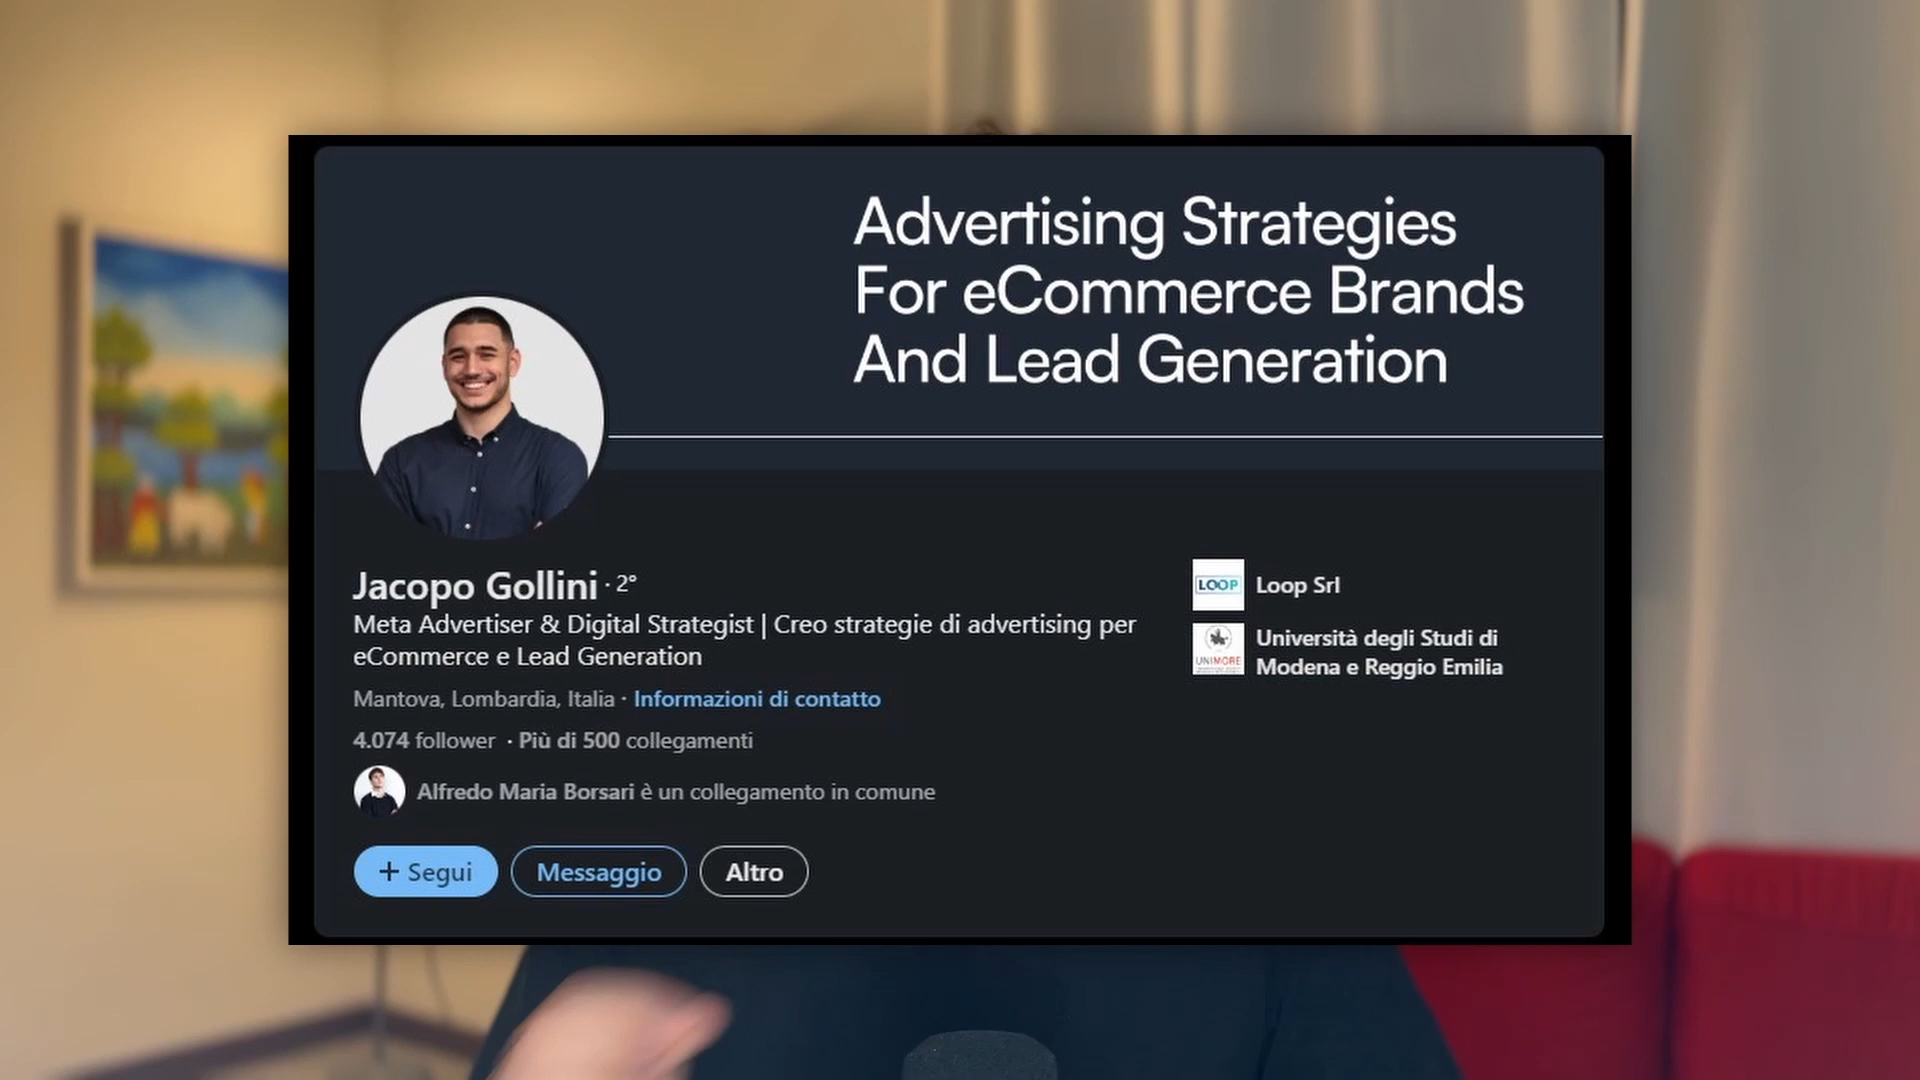 Advertising Strategies
For eCommerce Brands
And Lead Generation
Jacopo Gollini · 2°
Meta Advertiser & Digital Strategist | Creo strategie di advertising per
eCommerce e Lead Generation
Mantova, Lombardia, Italia · Informazioni di contatto
4.074 follower · Più di 500 collegamenti
Alfredo Maria Borsari è un collegamento in comune
+ Segui
Messaggio
Altro
LOOP
Loop Srl
UNIMORE
Università degli Studi di
Modena e Reggio Emilia